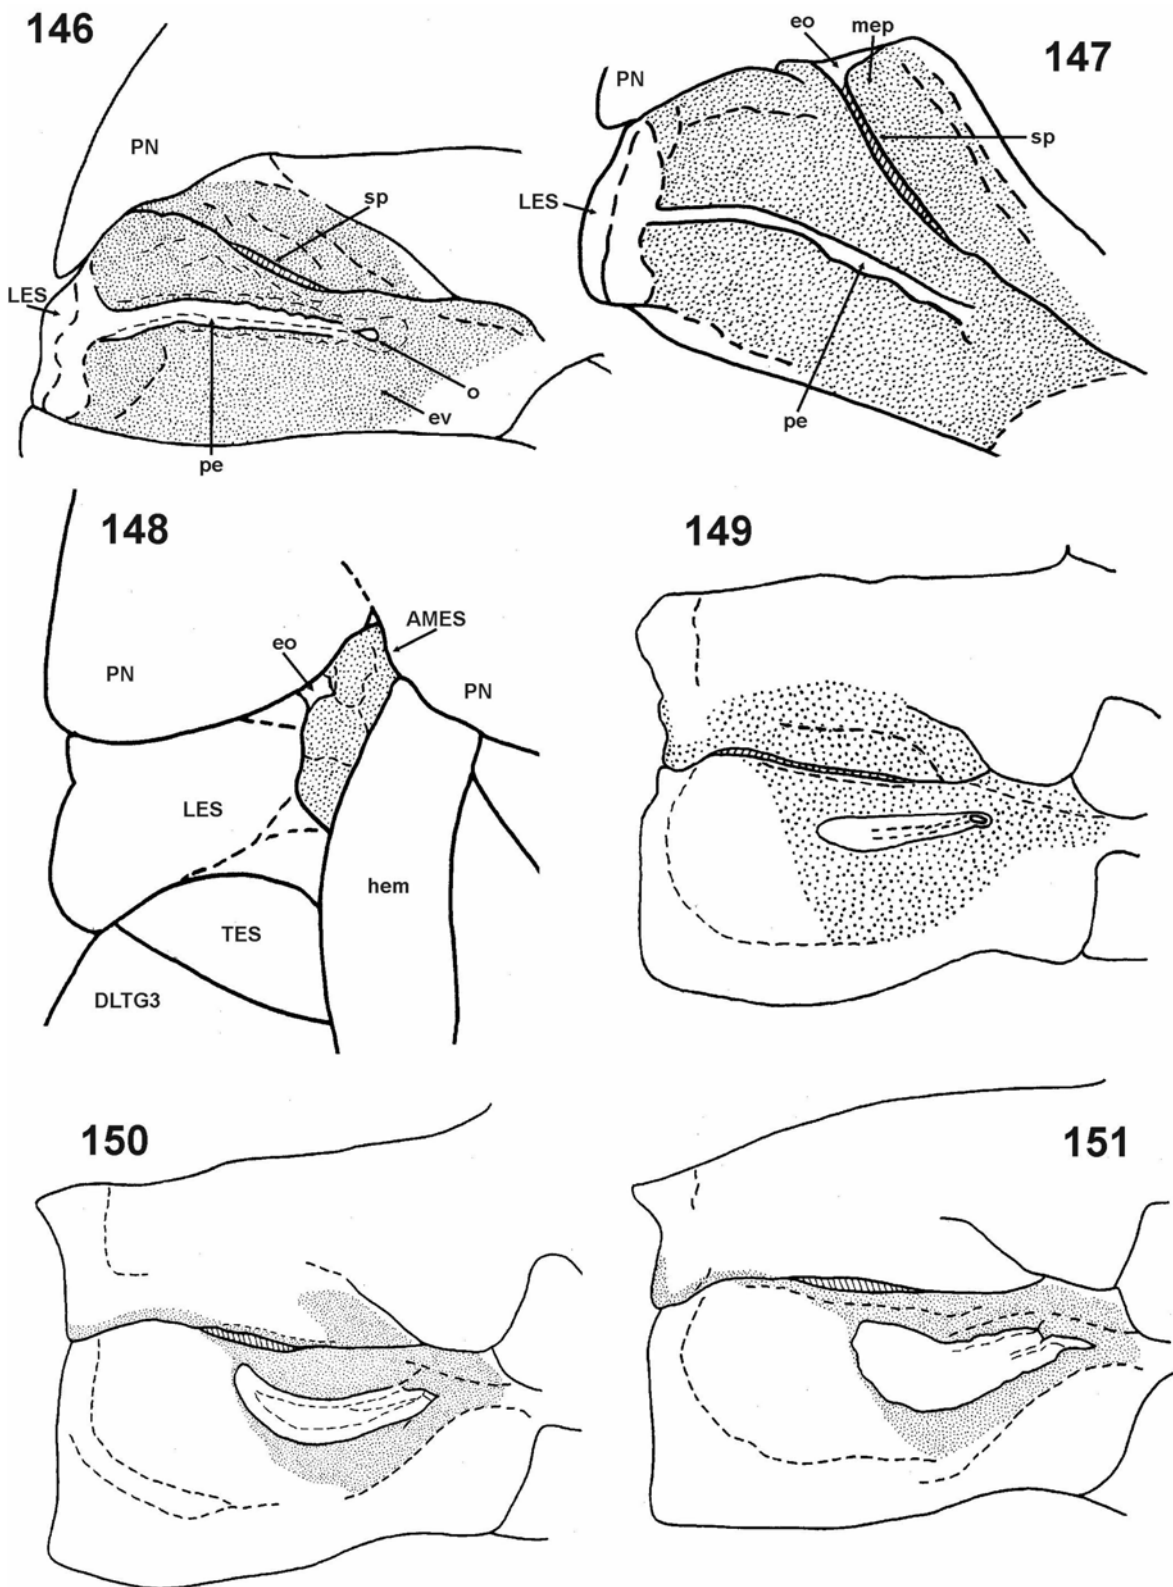 146
PN
sp
LES
o
ev
pe
eo
mep
147
PN
sp
LES
pe
148
AMES
eo
PN
PN
LES
hem
TES
DLTG3
149
150
151